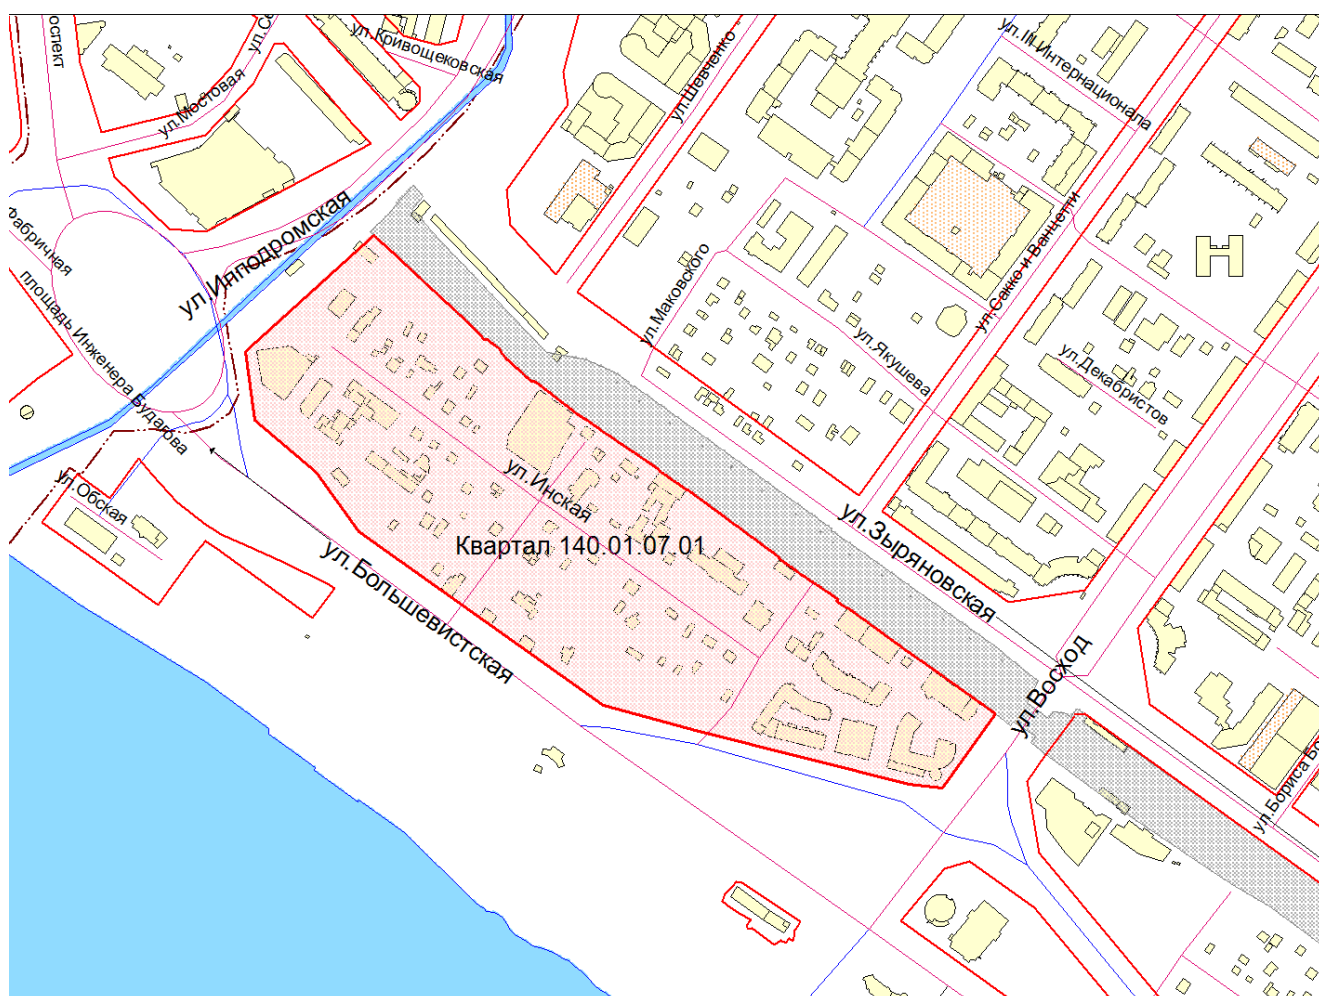 оспект
ул.Кривощековская
ул.Мостовая
ул.Шевченко
ул.III Интернационала
Фабричная
ул.Ипподромская
площадь Инженера Будагова
ул.Маковского
ул.Сакко и Ванцетти
ул.Якушева
ул.Декабристов
ул.Обская
ул.Инская
Квартал 140.01.07.01
ул.Зыряновская
ул.Большевистская
ул.Восход
ул.Бориса Бо